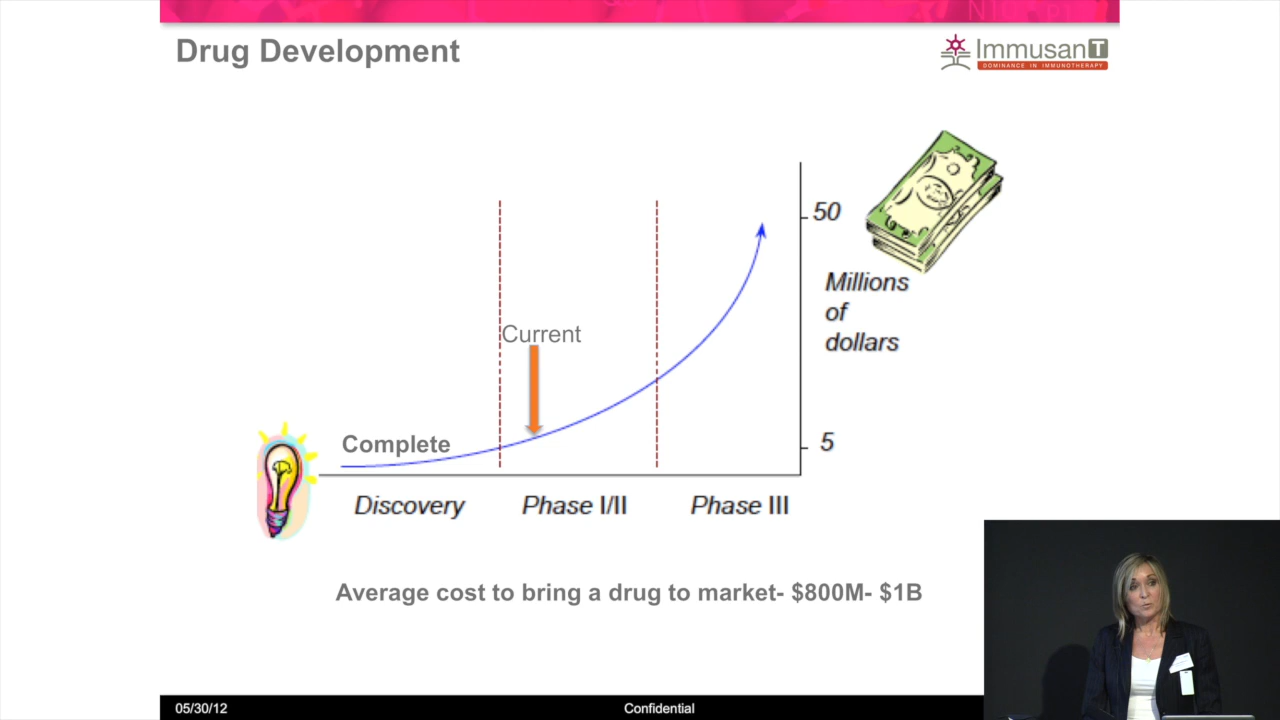 Drug Development
ImmusanT
DOMINANCE IN IMMUNOTHERAPY
50
Millions
of
dollars
Current
Complete
5
Discovery
Phase I/II
Phase III
Average cost to bring a drug to market- $800M- $1B
05/30/12
Confidential